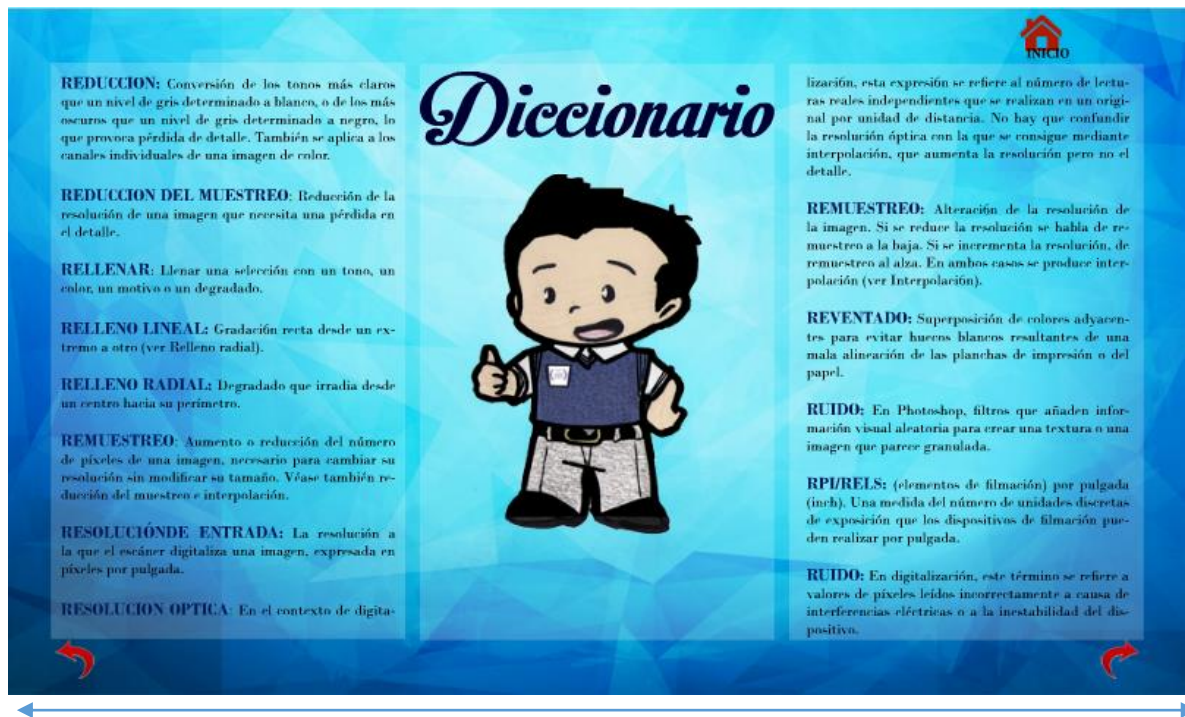 INICIO
Diccionario
REDUCCION: Conversión de los tonos más claros
que un nivel de gris determinado a blanco, o de los más
oscuros que un nivel de gris determinado a negro, lo
que provoca pérdida de detalle. También se aplica a los
canales individuales de una imagen de color.
REDUCCION DEL MUESTREO: Reducción de la
resolución de una imagen que necesita una pérdida en
el detalle.
RELLENAR: Llenar una selección con un tono, un
color, un motivo o un degradado.
RELLENO LINEAL: Gradación recta desde un ex-
tremo a otro (ver Relleno radial).
RELLENO RADIAL: Degradado que irradia desde
un centro hacia su perímetro.
REMUESTREO: Aumento o reducción del número
de píxeles de una imagen, necesario para cambiar su
resolución sin modificar su tamaño. Véase también re-
ducción del muestreo e interpolación.
RESOLUCIÓNDE ENTRADA: La resolución a
la que el escáner digitaliza una imagen, expresada en
píxeles por pulgada.
RESOLUCION OPTICA: En el contexto de digita-
lización, esta expresión se refiere al número de lectu-
ras reales independientes que se realizan en un origi-
nal por unidad de distancia. No hay que confundir
la resolución óptica con la que se consigue mediante
interpolación, que aumenta la resolución pero no el
detalle.
REMUESTREO: Alteración de la resolución de
la imagen. Si se reduce la resolución se habla de re-
muestreo a la baja. Si se incrementa la resolución, de
remuestreo al alza. En ambos casos se produce inter-
polación (ver Interpolación).
REVENTADO: Superposición de colores adyacen-
tes para evitar huecos blancos resultantes de una
mala alineación de las planchas de impresión o del
papel.
RUIDO: En Photoshop, filtros que añaden infor-
mación visual aleatoria para crear una textura o una
imagen que parece granulada.
RPI/RELS: (elementos de filmación) por pulgada
(inch). Una medida del número de unidades discretas
de exposición que los dispositivos de filmación pue-
den realizar por pulgada.
RUIDO: En digitalización, este término se refiere a
valores de píxeles leídos incorrectamente a causa de
interferencias eléctricas o a la inestabilidad del dis-
positivo.